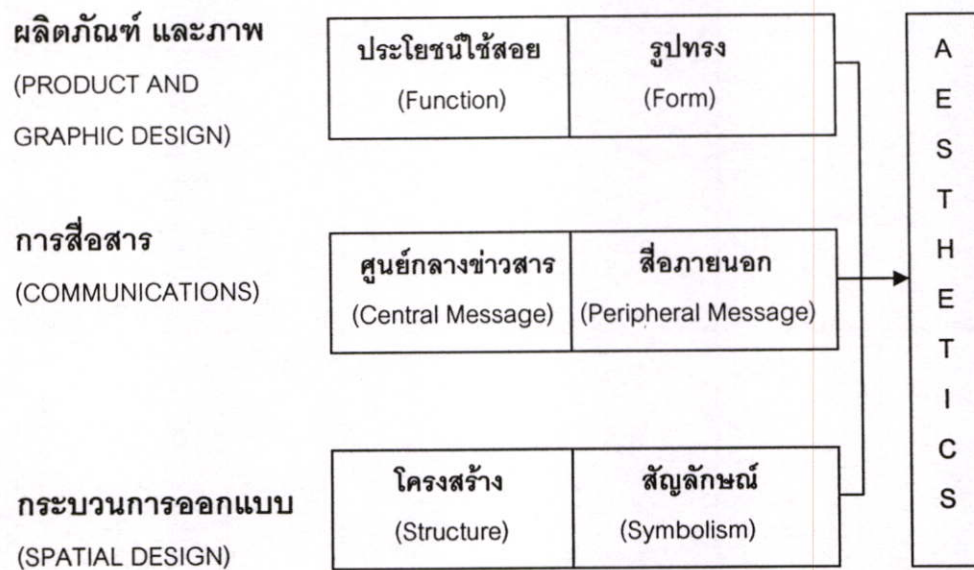 ผลิตภัณฑ์ และภาพ
(PRODUCT AND
GRAPHIC DESIGN)
ประโยชน์ใช้สอย
(Function)
รูปทรง
(Form)
การสื่อสาร
(COMMUNICATIONS)
ศูนย์กลางข่าวสาร
(Central Message)
สื่อภายนอก
(Peripheral Message)
กระบวนการออกแบบ
(SPATIAL DESIGN)
โครงสร้าง
(Structure)
สัญลักษณ์
(Symbolism)
A
E
S
T
H
E
T
I
C
S